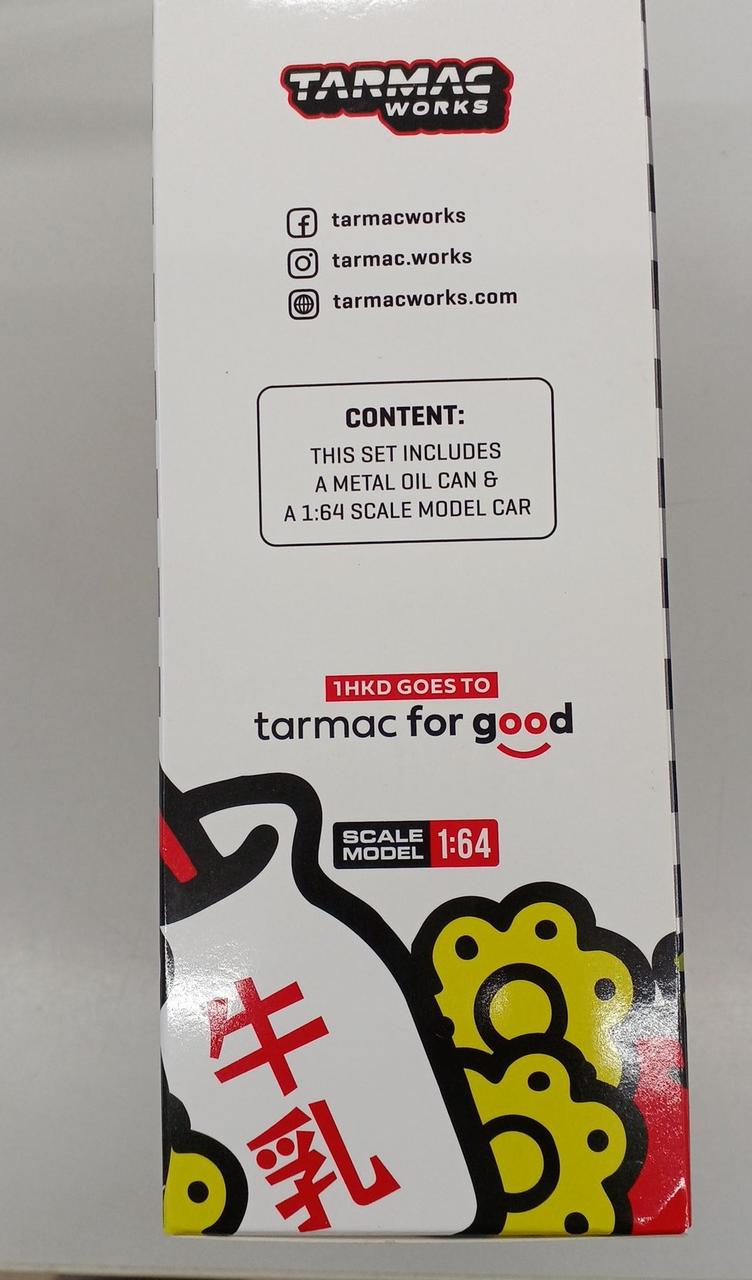 TARMAC
WORKS
tarmacworks
tarmac.works
tarmacworks.com
CONTENT:
THIS SET INCLUDES
A METAL OIL CAN &
A 1:64 SCALE MODEL CAR
1HKD GOES TO
tarmac for good
SCALE
MODEL 1:64
牛乳